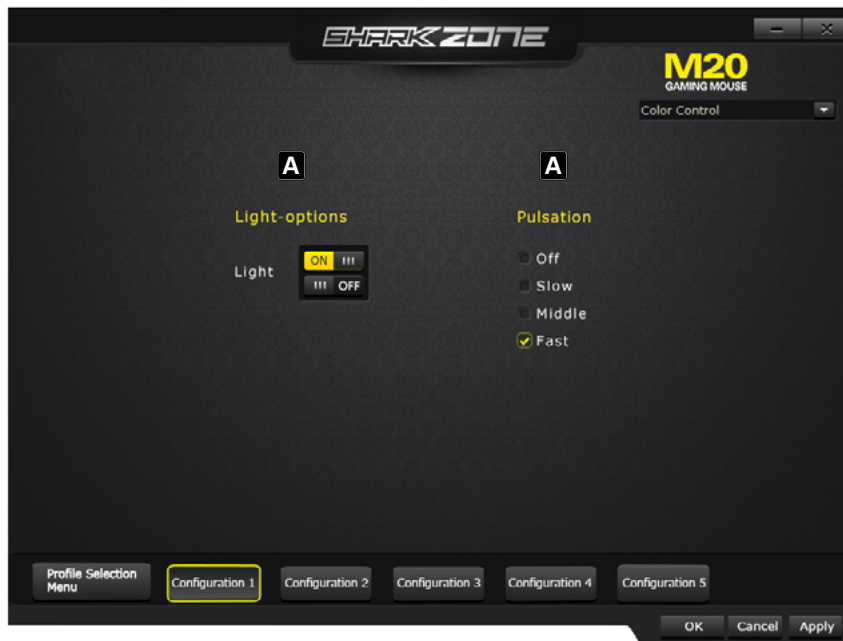 SHARK ZONE
M20
GAMING MOUSE
Color Control
A
A
Light-options
Pulsation
Light
ON
OFF
Off
Slow
Middle
Fast
Profile Selection
Menu
Configuration 1
Configuration 2
Configuration 3
Configuration 4
Configuration 5
OK
Cancel
Apply